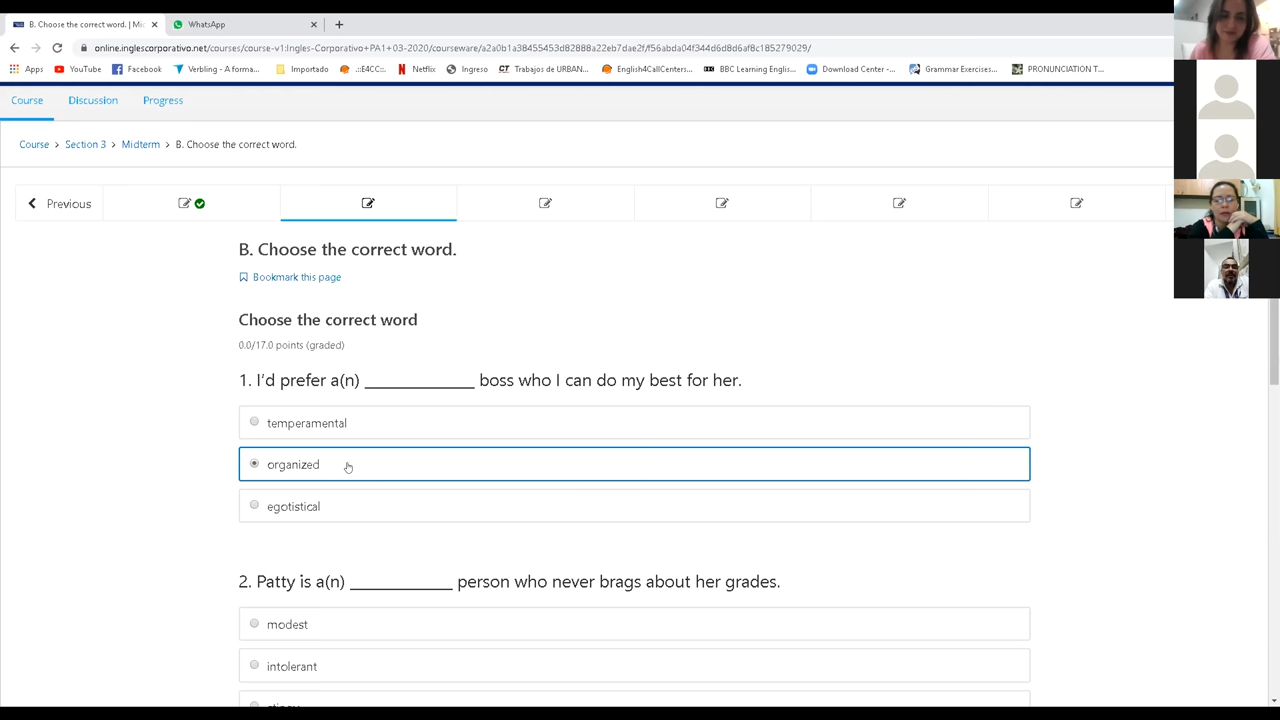 B. Choose the correct word. | Mid
WhatsApp
online.inglescorporativo.net/courses/course-v1:Ingles-Corporativo+PA1+03-2020/courseware/a2a0b1a38455453d82888a22eb7dae2f/f56abda04f344d6d8d6af8c185279029/
Apps YouTube Facebook Verbling - A forma... Importado .::E4CC::. Netflix Ingreso Trabajos de URBAN... English4CallCenters... BBC Learning Englis... Download Center -... Grammar Exercises... PRONUNCIATION T...
Course Discussion Progress
Course > Section 3 > Midterm > B. Choose the correct word.
Previous
B. Choose the correct word.
Bookmark this page
Choose the correct word
0.0/17.0 points (graded)
1. I'd prefer a(n) _____________ boss who I can do my best for her.
temperamental
organized
egotistical
2. Patty is a(n) ____________ person who never brags about her grades.
modest
intolerant